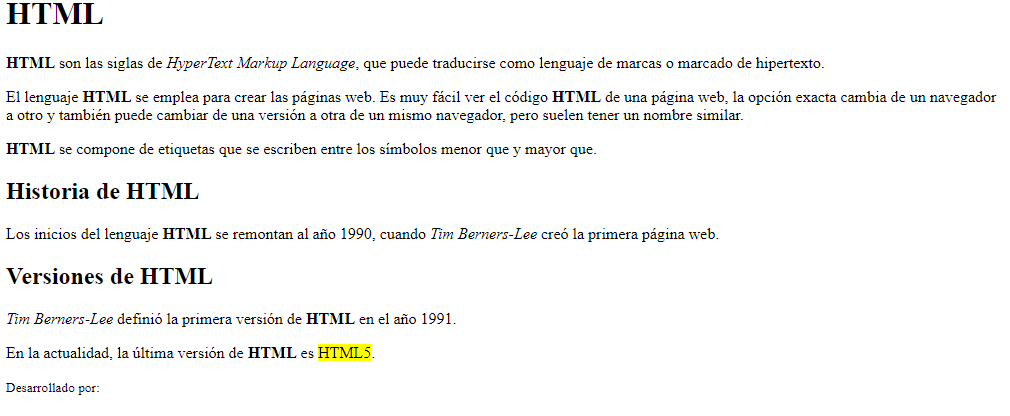 HTML
HTML son las siglas de HyperText Markup Language, que puede traducirse como lenguaje de marcas o marcado de hipertexto.
El lenguaje HTML se emplea para crear las páginas web. Es muy fácil ver el código HTML de una página web, la opción exacta cambia de un navegador
a otro y también puede cambiar de una versión a otra de un mismo navegador, pero suelen tener un nombre similar.
HTML se compone de etiquetas que se escriben entre los símbolos menor que y mayor que.
Historia de HTML
Los inicios del lenguaje HTML se remontan al año 1990, cuando Tim Berners-Lee creó la primera página web.
Versiones de HTML
Tim Berners-Lee definió la primera versión de HTML en el año 1991.
En la actualidad, la última versión de HTML es HTML5.
Desarrollado por: